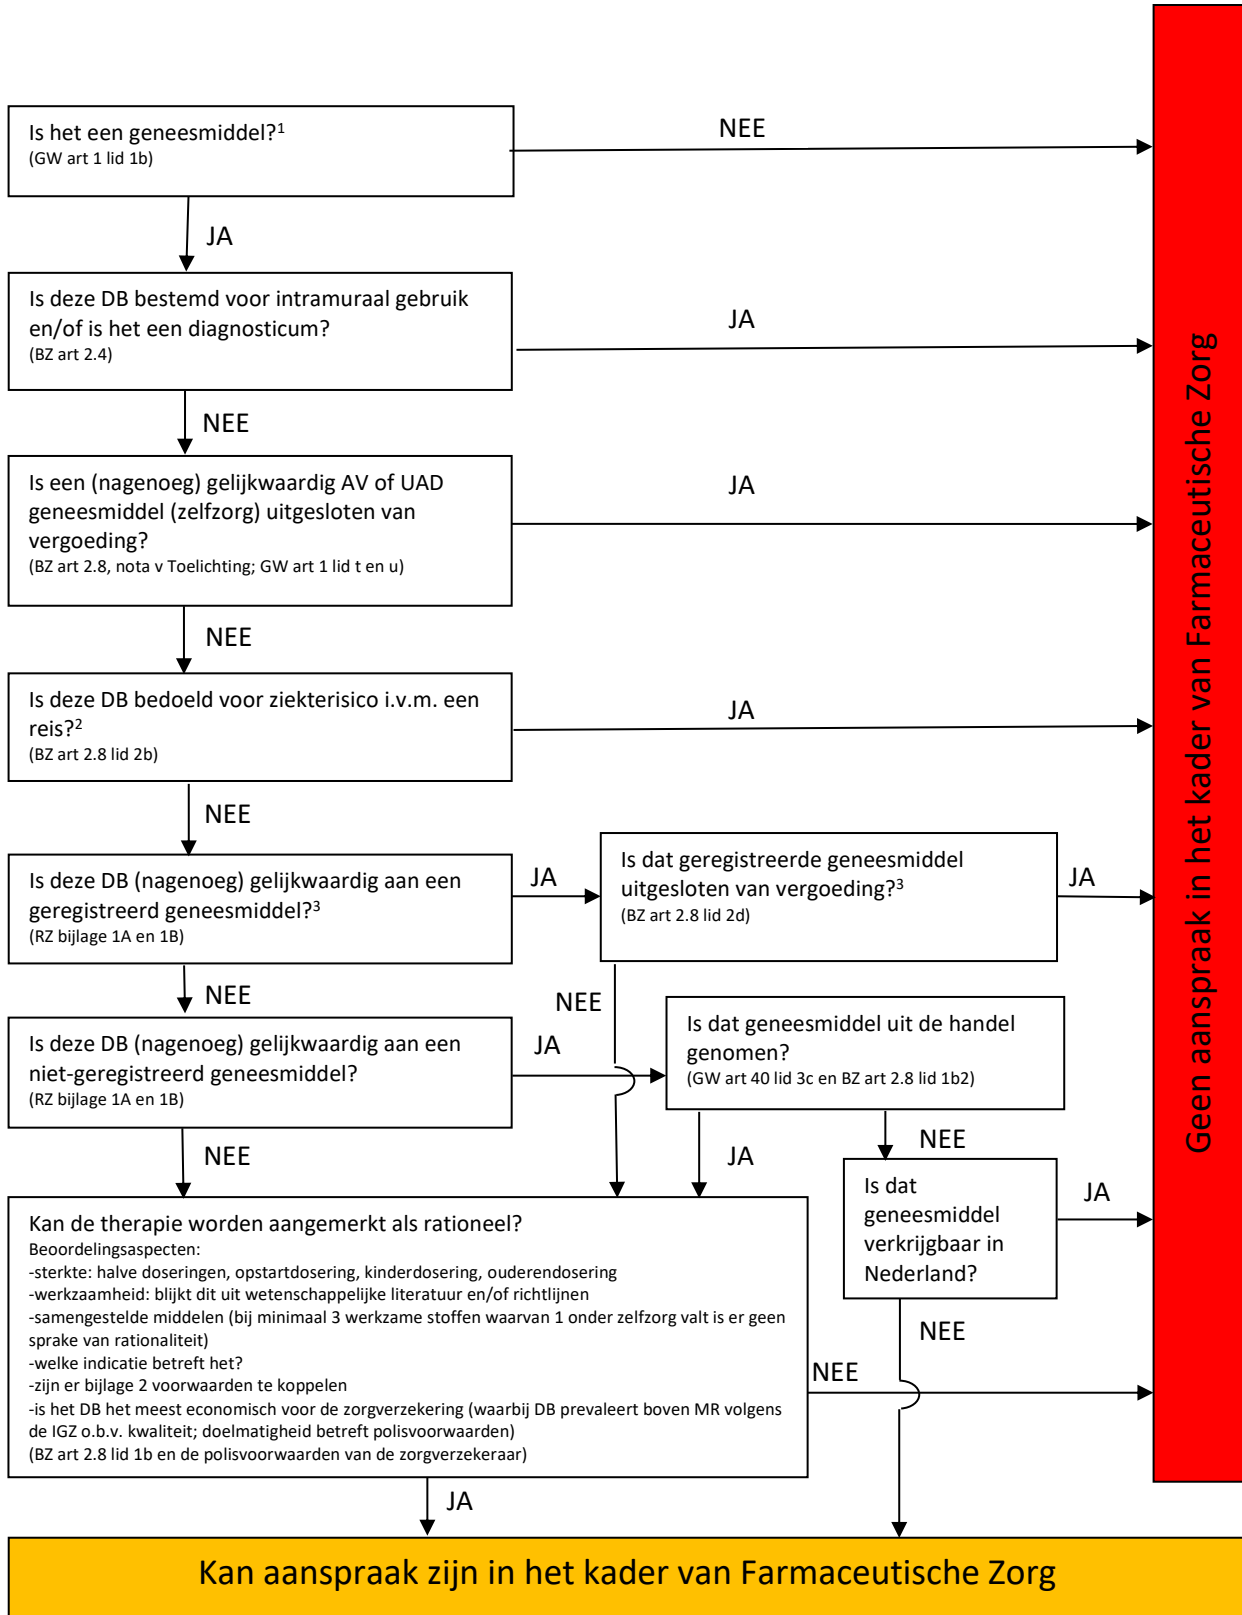 Is het een geneesmiddel?¹
(GW art 1 lid 1b)
NEE
JA
Is deze DB bestemd voor intramuraal gebruik
en/of is het een diagnosticum?
(BZ art 2.4)
JA
NEE
Is een (nagenoeg) gelijkwaardig AV of UAD
geneesmiddel (zelfzorg) uitgesloten van
vergoeding?
(BZ art 2.8, nota v Toelichting; GW art 1 lid t en u)
JA
NEE
Is deze DB bedoeld voor ziekterisico i.v.m. een
reis?²
(BZ art 2.8 lid 2b)
JA
NEE
Is deze DB (nagenoeg) gelijkwaardig aan een
geregistreerd geneesmiddel?³
(RZ bijlage 1A en 1B)
JA
Is dat geregistreerde geneesmiddel
uitgesloten van vergoeding?³
(BZ art 2.8 lid 2d)
JA
NEE
NEE
Is deze DB (nagenoeg) gelijkwaardig aan een
niet-geregistreerd geneesmiddel?
(RZ bijlage 1A en 1B)
JA
Is dat geneesmiddel uit de handel
genomen?
(GW art 40 lid 3c en BZ art 2.8 lid 1b2)
NEE
JA
NEE
Is dat
geneesmiddel
verkrijgbaar in
Nederland?
JA
NEE
Kan de therapie worden aangemerkt als rationeel?
Beoordelingsaspecten:
-sterkte: halve doseringen, opstartdosering, kinderdosering, ouderendosering
-werkzaamheid: blijkt dit uit wetenschappelijke literatuur en/of richtlijnen
-samengestelde middelen (bij minimaal 3 werkzame stoffen waarvan 1 onder zelfzorg valt is er geen
sprake van rationaliteit)
-welke indicatie betreft het?
-zijn er bijlage 2 voorwaarden te koppelen
-is het DB het meest economisch voor de zorgverzekering (waarbij DB prevaleert boven MR volgens
de IGZ o.b.v. kwaliteit; doelmatigheid betreft polisvoorwaarden)
(BZ art 2.8 lid 1b en de polisvoorwaarden van de zorgverzekeraar)
NEE
JA
Geen aanspraak in het kader van Farmaceutische Zorg
Kan aanspraak zijn in het kader van Farmaceutische Zorg